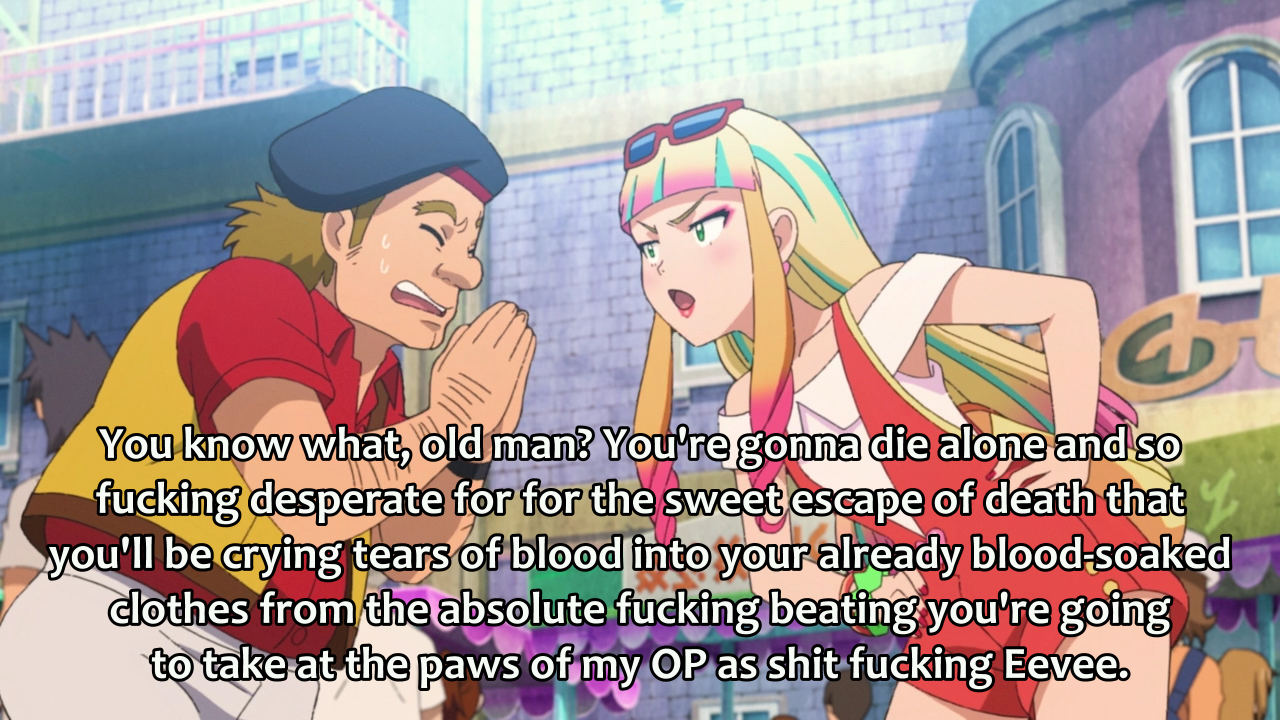 You know what, old man? You're gonna die alone and so
fucking desperate for for the sweet escape of death that
you'll be crying tears of blood into your already blood-soaked
clothes from the absolute fucking beating you're going
to take at the paws of my OP as shit fucking Eevee.